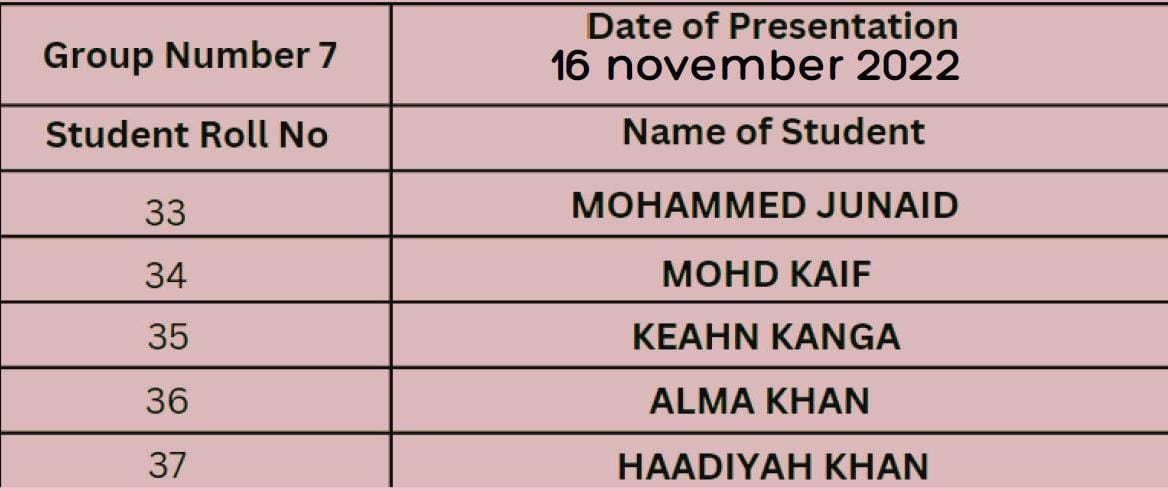 Group Number 7
Date of Presentation
16 november 2022
Student Roll No
Name of Student
33
MOHAMMED JUNAID
34
MOHD KAIF
35
KEAHN KANGA
36
ALMA KHAN
37
HAADIYAH KHAN